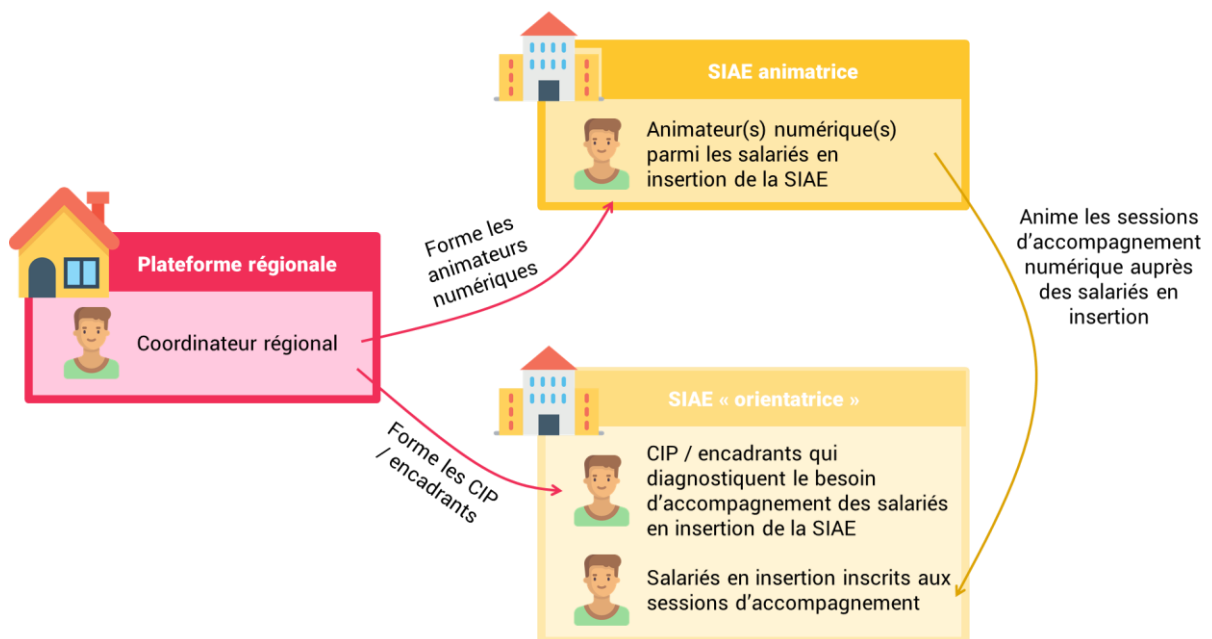 SIAE animatrice
Animateur(s) numérique(s)
parmi les salariés en
insertion de la SIAE
Plateforme régionale
Coordinateur régional
Forme les
animateurs
numériques
Forme les CIP
/ encadrants
Anime les sessions
d'accompagnement
numérique auprès
des salariés en
insertion
SIAE « orientatrice »
CIP / encadrants qui
diagnostiquent le besoin
d'accompagnement des salariés
en insertion de la SIAE
Salariés en insertion inscrits aux
sessions d'accompagnement